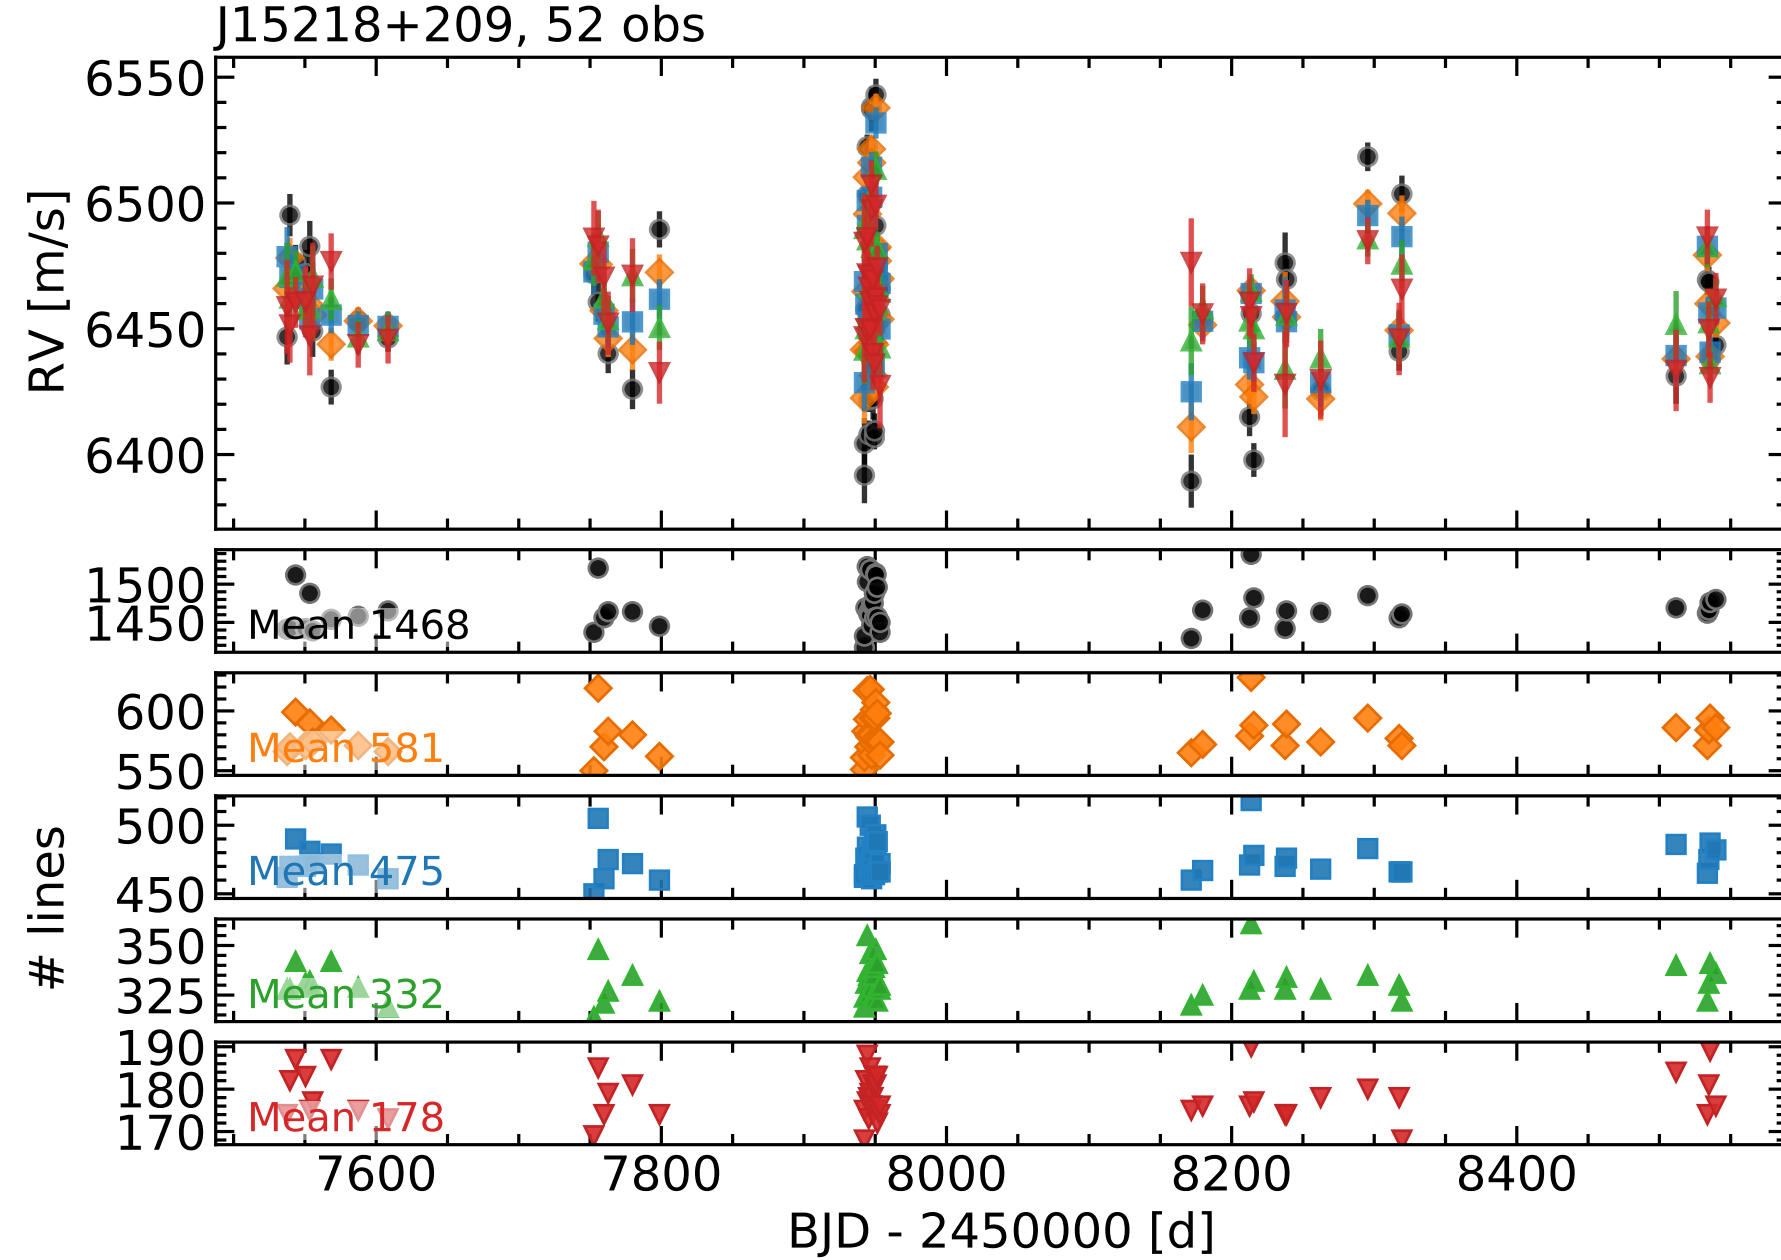 J15218+209, 52 obs
6550
6500
6450
6400
RV [m/s]
1500
1450
Mean 1468
600
550
Mean 581
500
450
Mean 475
350
325
Mean 332
190
180
170
Mean 178
# lines
7600 7800 8000 8200 8400
BJD - 2450000 [d]